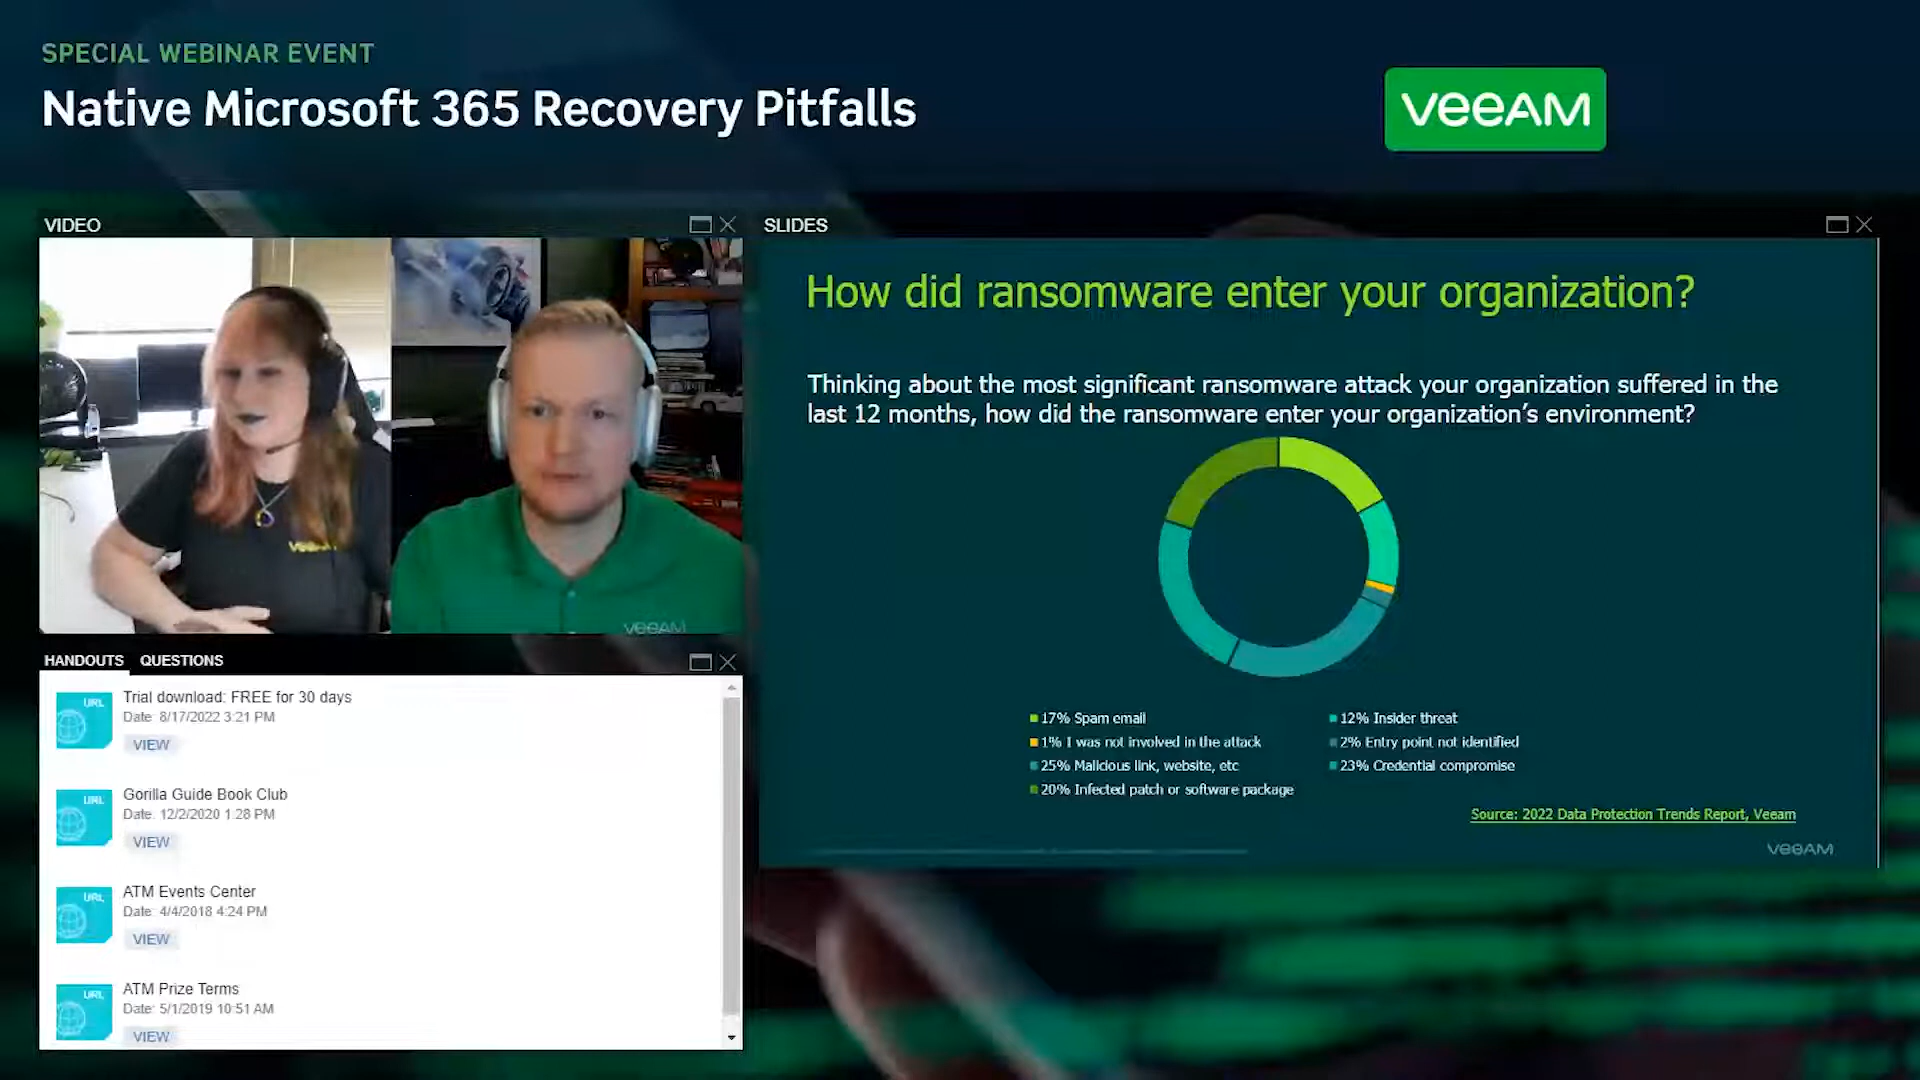 SPECIAL WEBINAR EVENT
Native Microsoft 365 Recovery Pitfalls
veeAM
VIDEO
SLIDES
How did ransomware enter your organization?
Thinking about the most significant ransomware attack your organization suffered in the
last 12 months, how did the ransomware enter your organization’s environment?
17% Spam email
12% Insider threat
1% I was not involved in the attack
2% Entry point not identified
25% Malicious link, website, etc
23% Credential compromise
20% Infected patch or software package
Source: 2022 Data Protection Trends Report, Veeam
veeAM
veeAM
veeAM
HANDOUTS QUESTIONS
URL
Trial download: FREE for 30 days
Date: 8/17/2022 3:21 PM
VIEW
URL
Gorilla Guide Book Club
Date: 12/2/2020 1:28 PM
VIEW
URL
ATM Events Center
Date: 4/4/2018 4:24 PM
VIEW
URL
ATM Prize Terms
Date: 5/1/2019 10:51 AM
VIEW